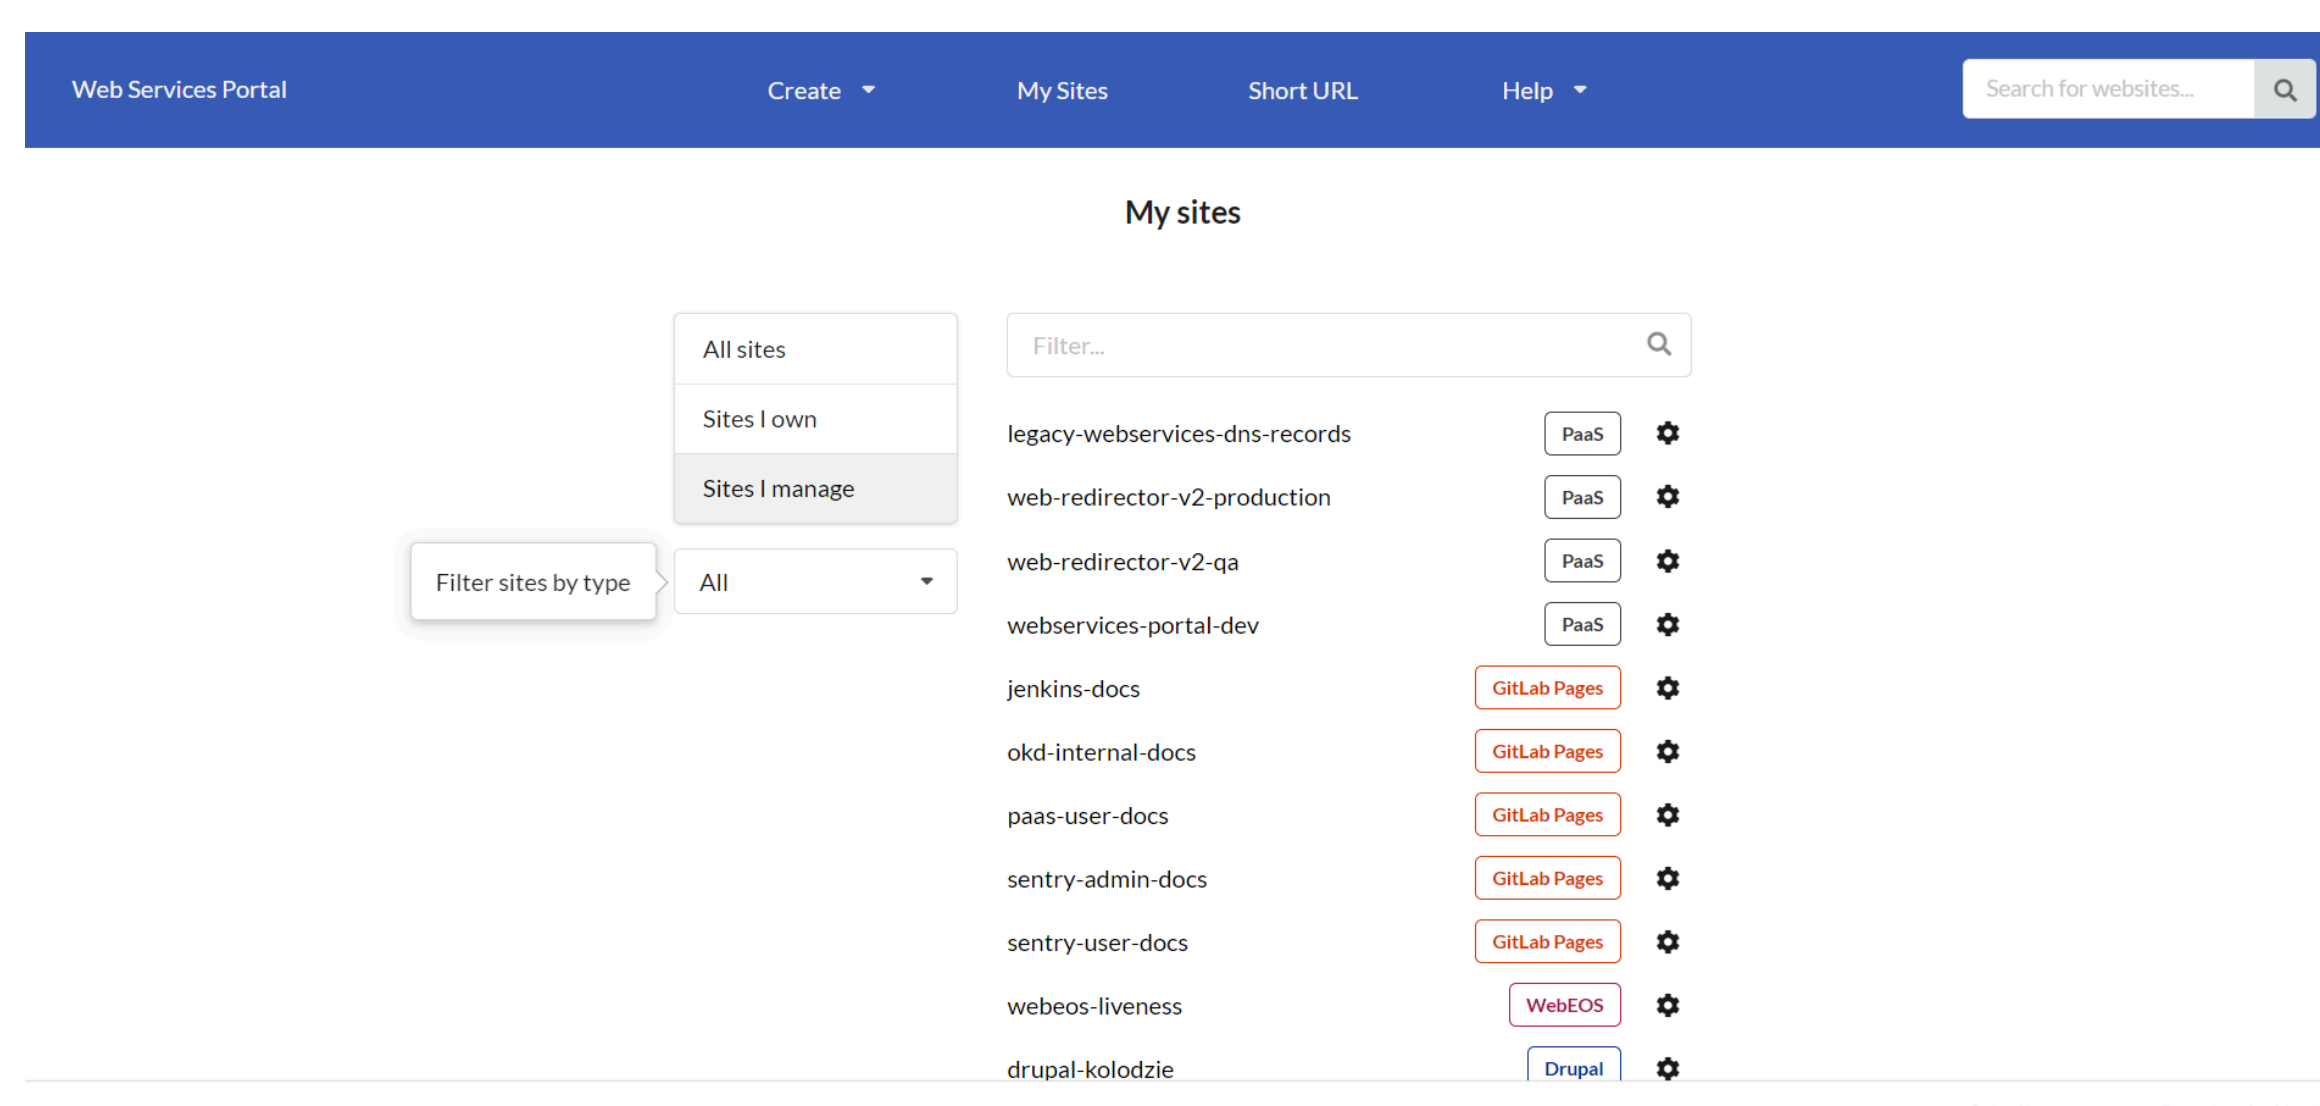 Web Services Portal
Create
My Sites
Short URL
Help
Search for websites...
My sites
All sites
Sites I own
Sites I manage
Filter sites by type
All
Filter...
legacy-webservices-dns-records PaaS
web-redirector-v2-production PaaS
web-redirector-v2-qa PaaS
webservices-portal-dev PaaS
jenkins-docs GitLab Pages
okd-internal-docs GitLab Pages
paas-user-docs GitLab Pages
sentry-admin-docs GitLab Pages
sentry-user-docs GitLab Pages
webeos-liveness WebEOS
drupal-kolodzie Drupal